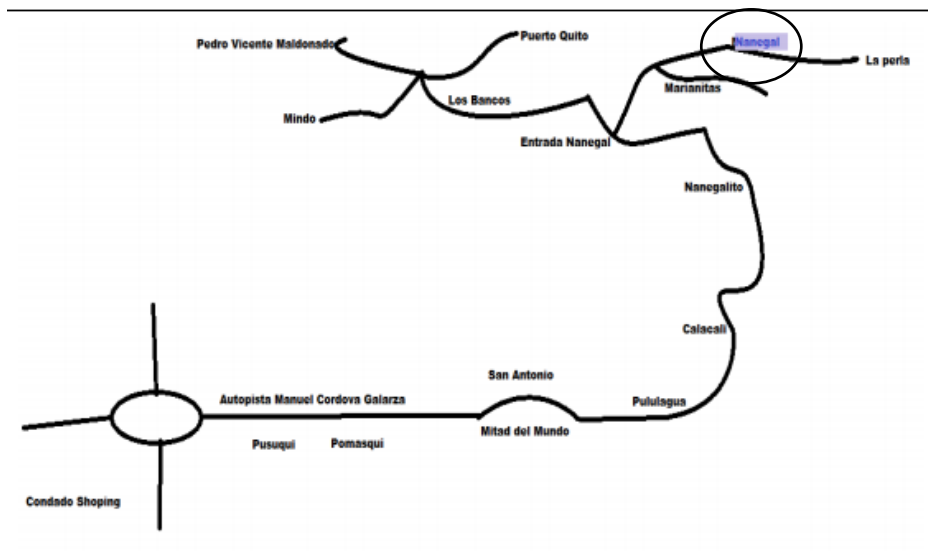 Puerto Quito
Pedro Vicente Maldonado
Nanegal
La perla
Marianitas
Los Bancos
Mindo
Entrada Nanegal
Nanegalito
Calacali
San Antonio
Autopista Manuel Cordova Galarza
Pululagua
Mitad del Mundo
Pusuqui
Pomasqui
Condado Shoping